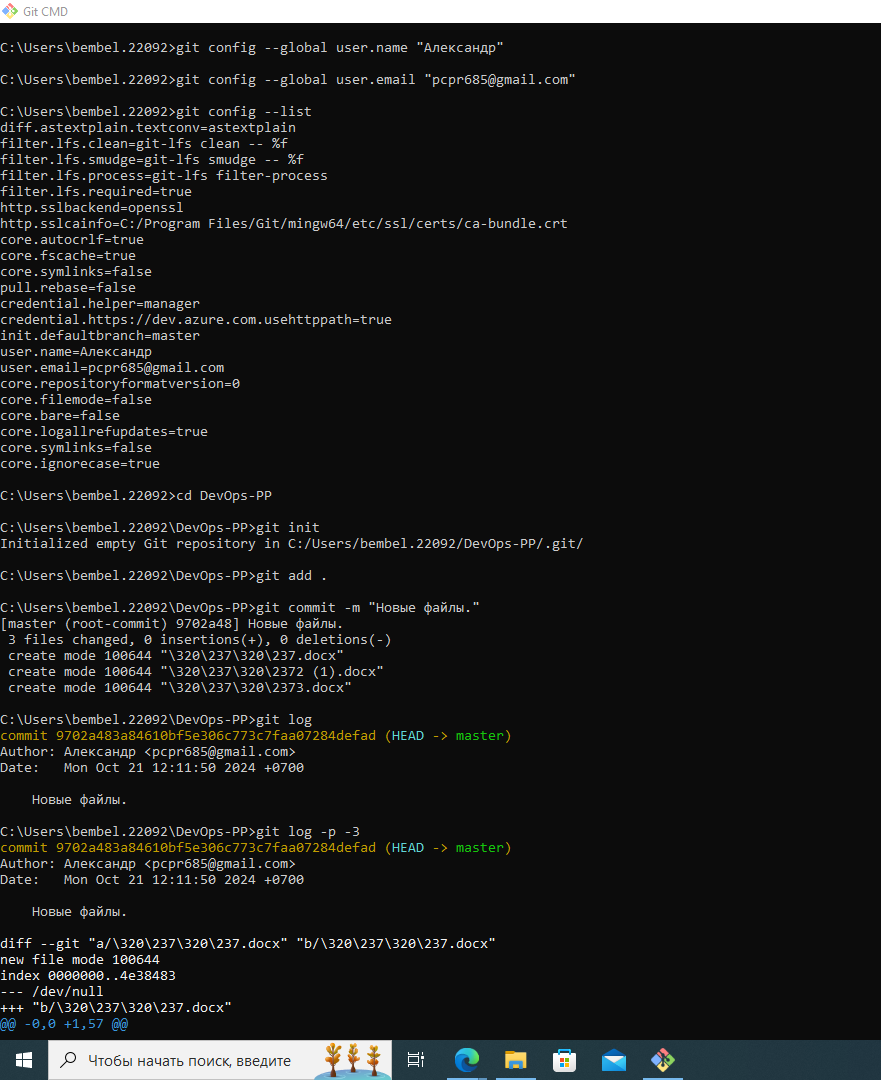 Git CMD
C:\Users\bembel.22092>git config --global user.name "Александр"
C:\Users\bembel.22092>git config --global user.email "pcpr685@gmail.com"
C:\Users\bembel.22092>git config --list
diff.astextplain.textconv=astextplain
filter.lfs.clean=git-lfs clean -- %f
filter.lfs.smudge=git-lfs smudge -- %f
filter.lfs.process=git-lfs filter-process
filter.lfs.required=true
http.sslbackend=openssl
http.sslcainfo=C:/Program Files/Git/mingw64/etc/ssl/certs/ca-bundle.crt
core.autocrlf=true
core.fscache=true
core.symlinks=false
pull.rebase=false
credential.helper=manager
credential.https://dev.azure.com.usehttppath=true
init.defaultbranch=master
user.name=Александр
user.email=pcpr685@gmail.com
core.repositoryformatversion=0
core.filemode=false
core.bare=false
core.logallrefupdates=true
core.symlinks=false
core.ignorecase=true
C:\Users\bembel.22092>cd DevOps-PP
C:\Users\bembel.22092\DevOps-PP>git init
Initialized empty Git repository in C:/Users/bembel.22092/DevOps-PP/.git/
C:\Users\bembel.22092\DevOps-PP>git add .
C:\Users\bembel.22092\DevOps-PP>git commit -m "Новые файлы."
[master (root-commit) 9702a48] Новые файлы.
3 files changed, 0 insertions(+), 0 deletions(-)
create mode 100644 "\320\237\320\237.docx"
create mode 100644 "\320\237\320\2372 (1).docx"
create mode 100644 "\320\237\320\2373.docx"
C:\Users\bembel.22092\DevOps-PP>git log
commit 9702a483a84610bf5e306c773c7faa07284defad (HEAD -> master)
Author: Александр <pcpr685@gmail.com>
Date:   Mon Oct 21 12:11:50 2024 +0700
Новые файлы.
C:\Users\bembel.22092\DevOps-PP>git log -p -3
commit 9702a483a84610bf5e306c773c7faa07284defad (HEAD -> master)
Author: Александр <pcpr685@gmail.com>
Date:   Mon Oct 21 12:11:50 2024 +0700
Новые файлы.
diff --git "a/\320\237\320\237.docx" "b/\320\237\320\237.docx"
new file mode 100644
index 0000000..4e38483
--- /dev/null
+++ "b/\320\237\320\237.docx"
@@ -0,0 +1,57 @@
Чтобы начать поиск, введите